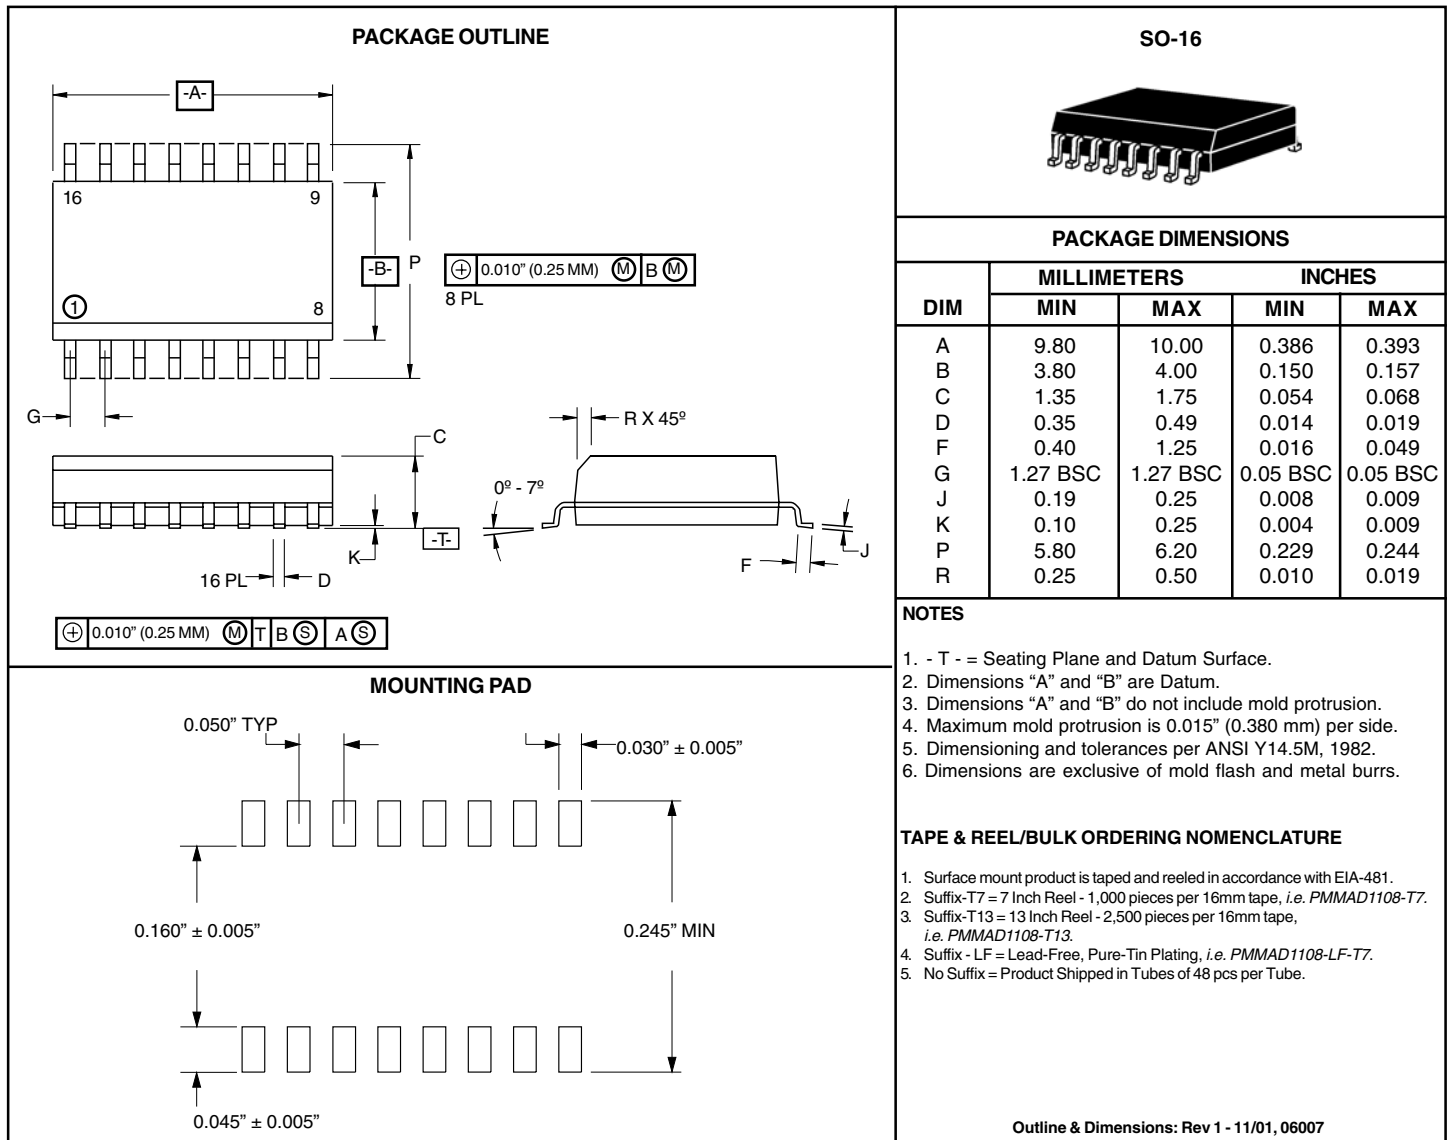 PACKAGE OUTLINE
-A-
16
9
-B-
P
⌖ 0.010” (0.25 MM) Ⓜ B Ⓜ
8 PL
1
8
G
C
R X 45º
0º - 7º
-T-
K
J
F
16 PL
D
⌖ 0.010” (0.25 MM) Ⓜ T B Ⓢ A Ⓢ
MOUNTING PAD
0.050” TYP
0.030” ± 0.005”
0.160” ± 0.005”
0.245” MIN
0.045” ± 0.005”
SO-16
PACKAGE DIMENSIONS
MILLIMETERS INCHES
DIM MIN MAX MIN MAX
A 9.80 10.00 0.386 0.393
B 3.80 4.00 0.150 0.157
C 1.35 1.75 0.054 0.068
D 0.35 0.49 0.014 0.019
F 0.40 1.25 0.016 0.049
G 1.27 BSC 1.27 BSC 0.05 BSC 0.05 BSC
J 0.19 0.25 0.008 0.009
K 0.10 0.25 0.004 0.009
P 5.80 6.20 0.229 0.244
R 0.25 0.50 0.010 0.019
NOTES
1. - T - = Seating Plane and Datum Surface.
2. Dimensions “A” and “B” are Datum.
3. Dimensions “A” and “B” do not include mold protrusion.
4. Maximum mold protrusion is 0.015” (0.380 mm) per side.
5. Dimensioning and tolerances per ANSI Y14.5M, 1982.
6. Dimensions are exclusive of mold flash and metal burrs.
TAPE & REEL/BULK ORDERING NOMENCLATURE
1. Surface mount product is taped and reeled in accordance with EIA-481.
2. Suffix-T7 = 7 Inch Reel - 1,000 pieces per 16mm tape, i.e. PMMAD1108-T7.
3. Suffix-T13 = 13 Inch Reel - 2,500 pieces per 16mm tape,
i.e. PMMAD1108-T13.
4. Suffix - LF = Lead-Free, Pure-Tin Plating, i.e. PMMAD1108-LF-T7.
5. No Suffix = Product Shipped in Tubes of 48 pcs per Tube.
Outline & Dimensions: Rev 1 - 11/01, 06007